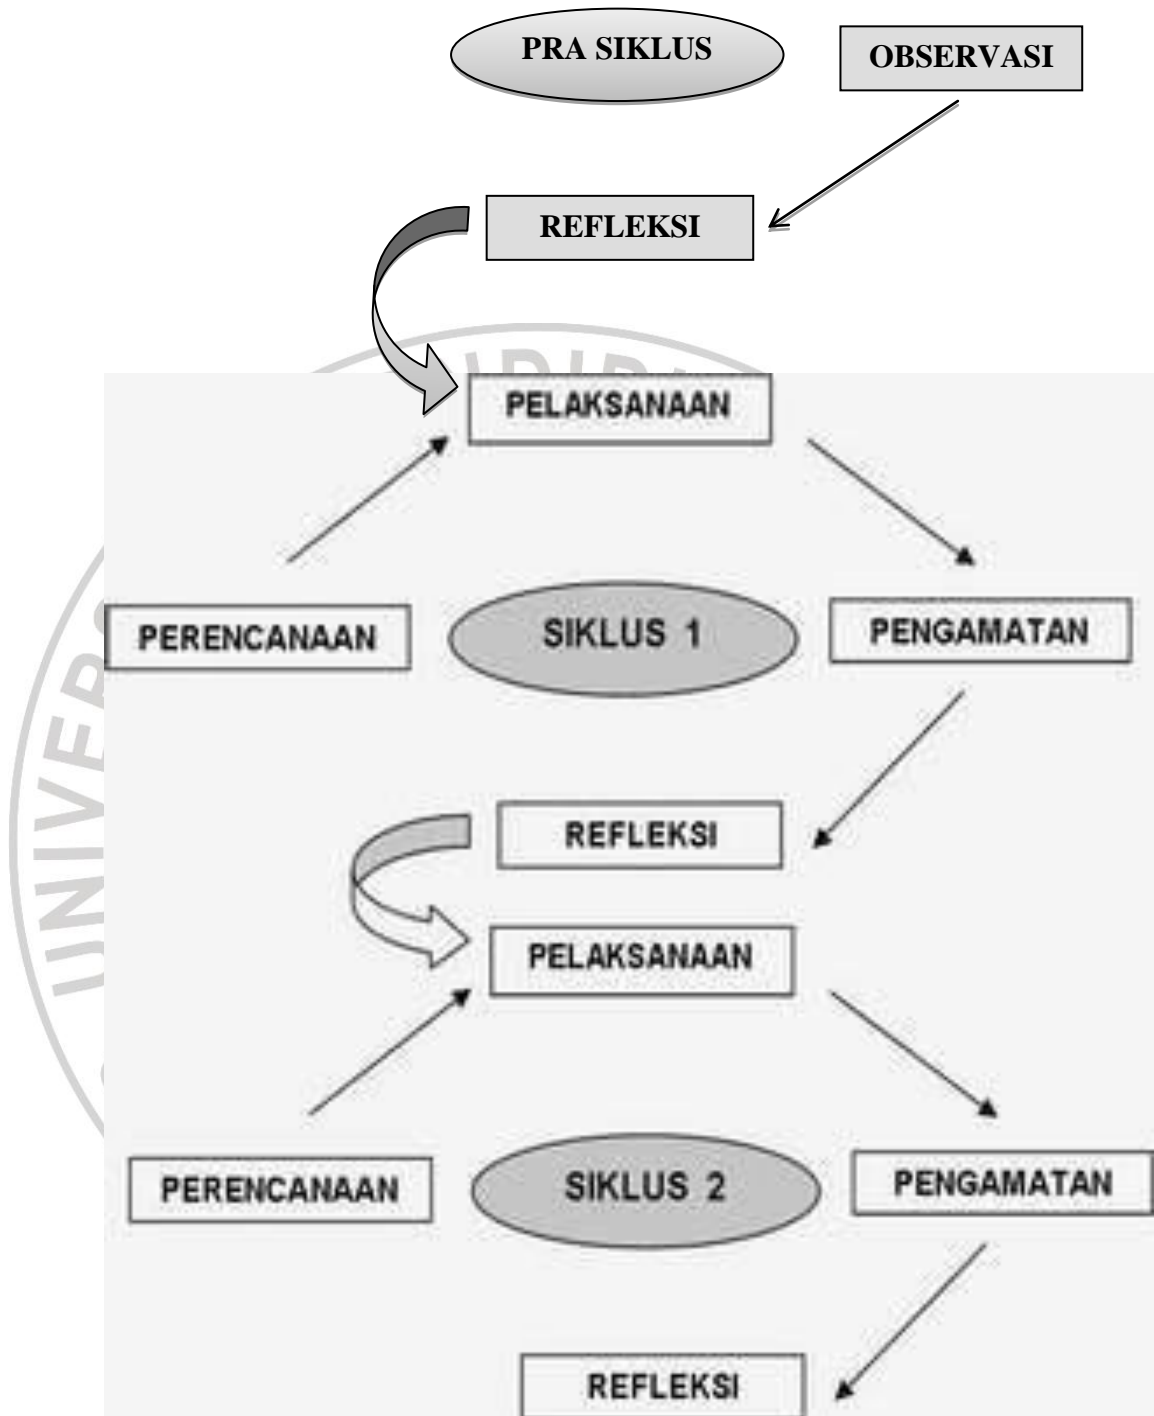 PRA SIKLUS
OBSERVASI
REFLEKSI
PELAKSANAAN
PERENCANAAN
SIKLUS 1
PENGAMATAN
REFLEKSI
PELAKSANAAN
PERENCANAAN
SIKLUS 2
PENGAMATAN
REFLEKSI